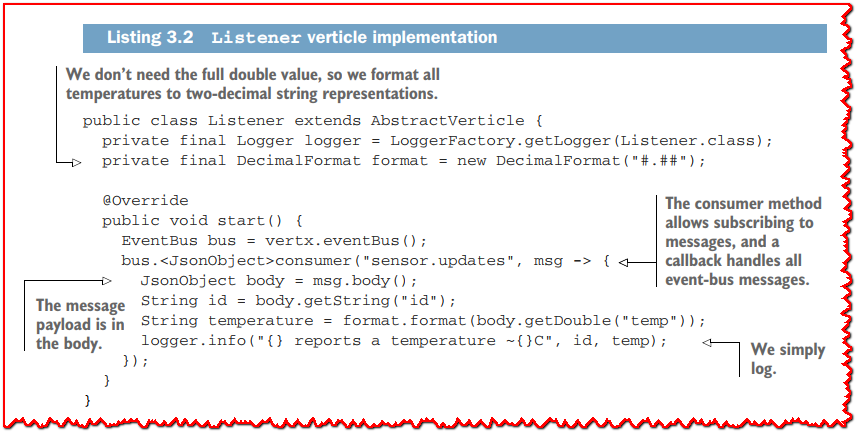 Listing 3.2 Listener verticle implementation
We don't need the full double value, so we format all
temperatures to two-decimal string representations.
public class Listener extends AbstractVerticle {
private final Logger logger = LoggerFactory.getLogger(Listener.class);
private final DecimalFormat format = new DecimalFormat("#.##");
@Override
public void start() {
EventBus bus = vertx.eventBus();
bus.<JsonObject>consumer("sensor.updates", msg -> {
The consumer method
allows subscribing to
messages, and a
callback handles all
event-bus messages.
JsonObject body = msg.body();
String id = body.getString("id");
String temperature = format.format(body.getDouble("temp"));
logger.info("{} reports a temperature ~{}C", id, temp);
The message
payload is in
the body.
We simply
log.
});
}
}